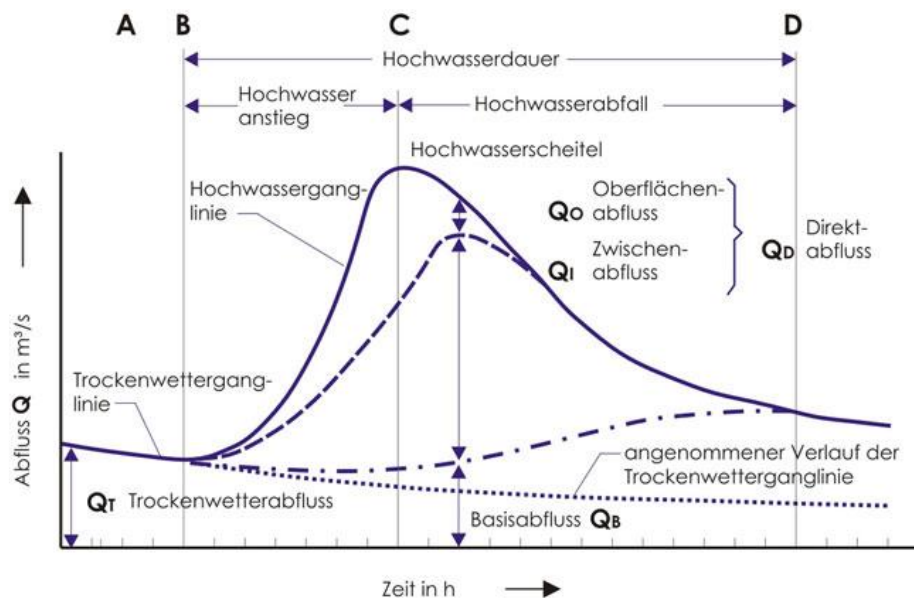 A B C D
Hochwasserdauer
Hochwasser
anstieg
Hochwasserabfall
Hochwasserscheitel
Hochwassergang-
linie
QO Oberflächen-
abfluss
QI Zwischen-
abfluss
QD Direkt-
abfluss
Abfluss Q in m³/s
Trockenwettergang-
linie
QT Trockenwetterabfluss
angenommener Verlauf der
Trockenwetterganglinie
Basisabfluss QB
Zeit in h